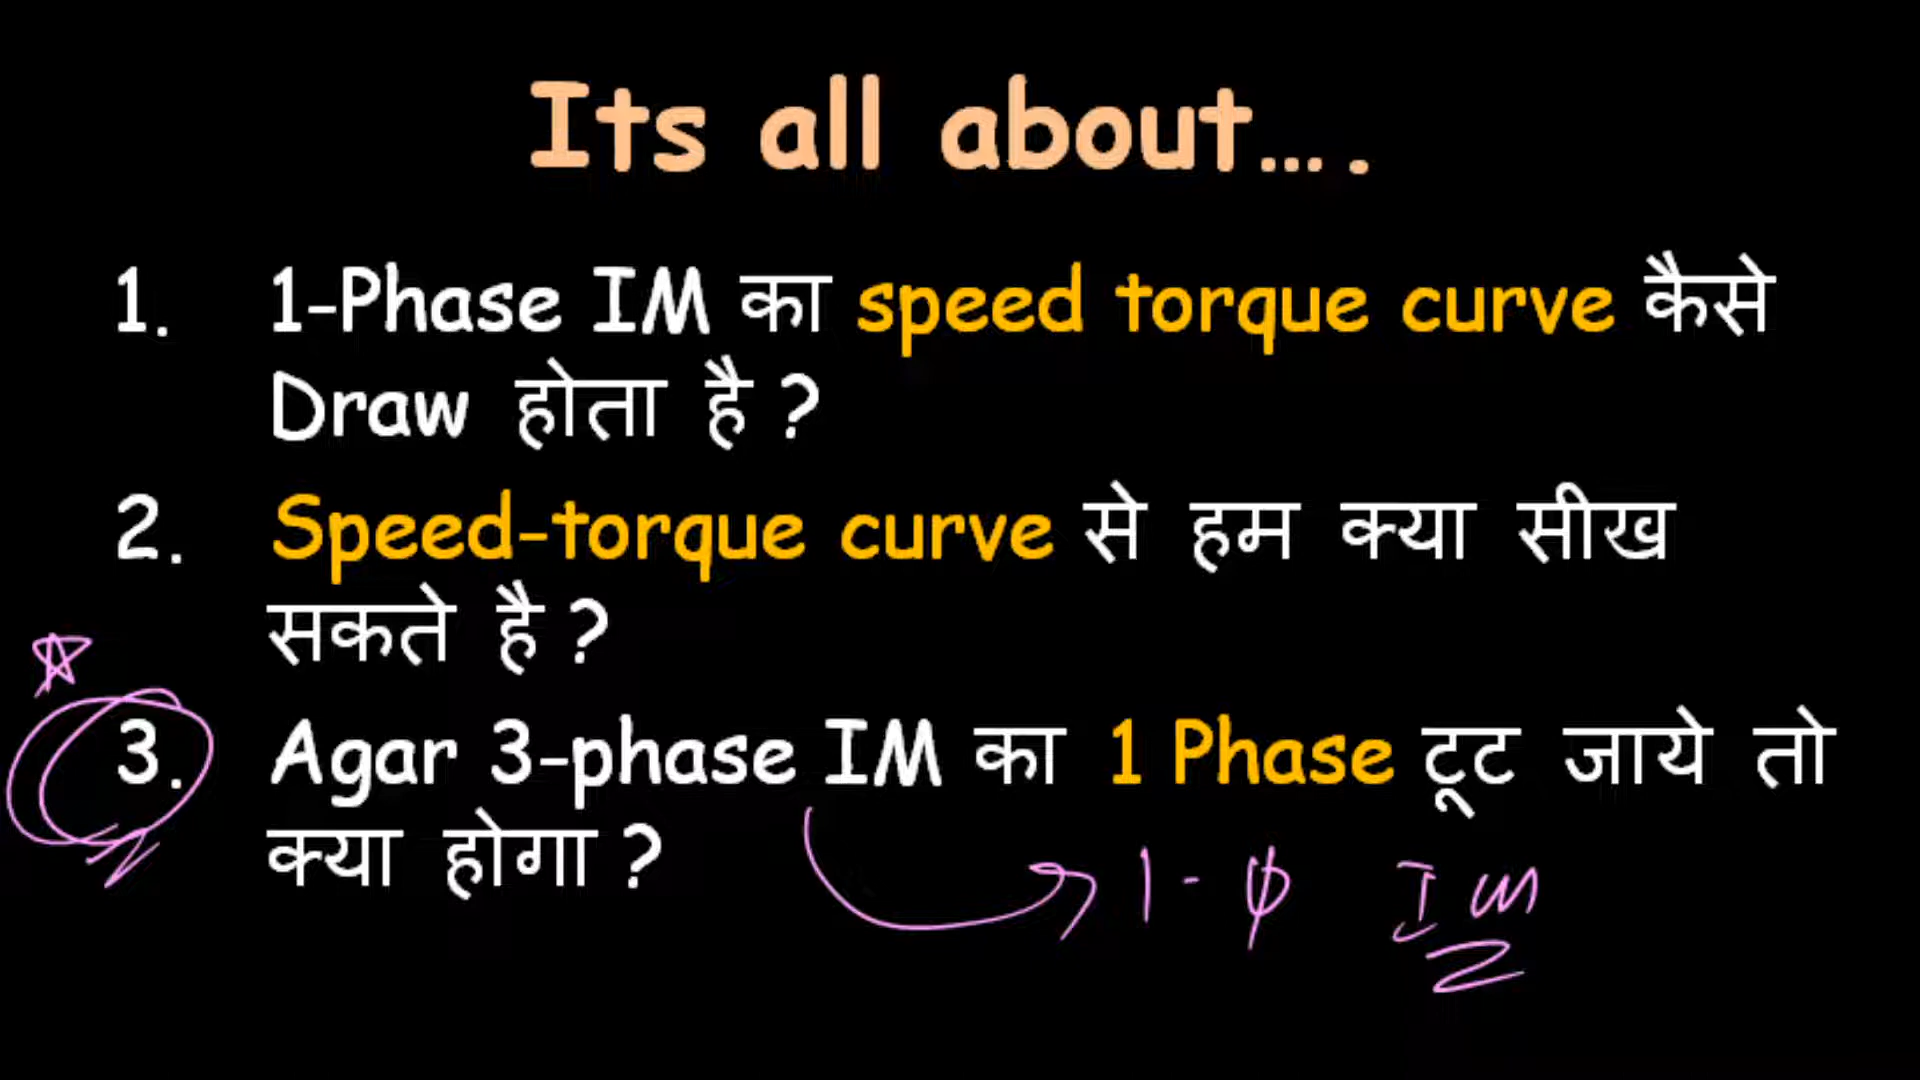 Its all about....
1. 1-Phase IM का speed torque curve कैसे
Draw होता है ?
2. Speed-torque curve से हम क्या सीख
सकते है ?
3. Agar 3-phase IM का 1 Phase टूट जाये तो
क्या होगा ?
1-ϕ IM